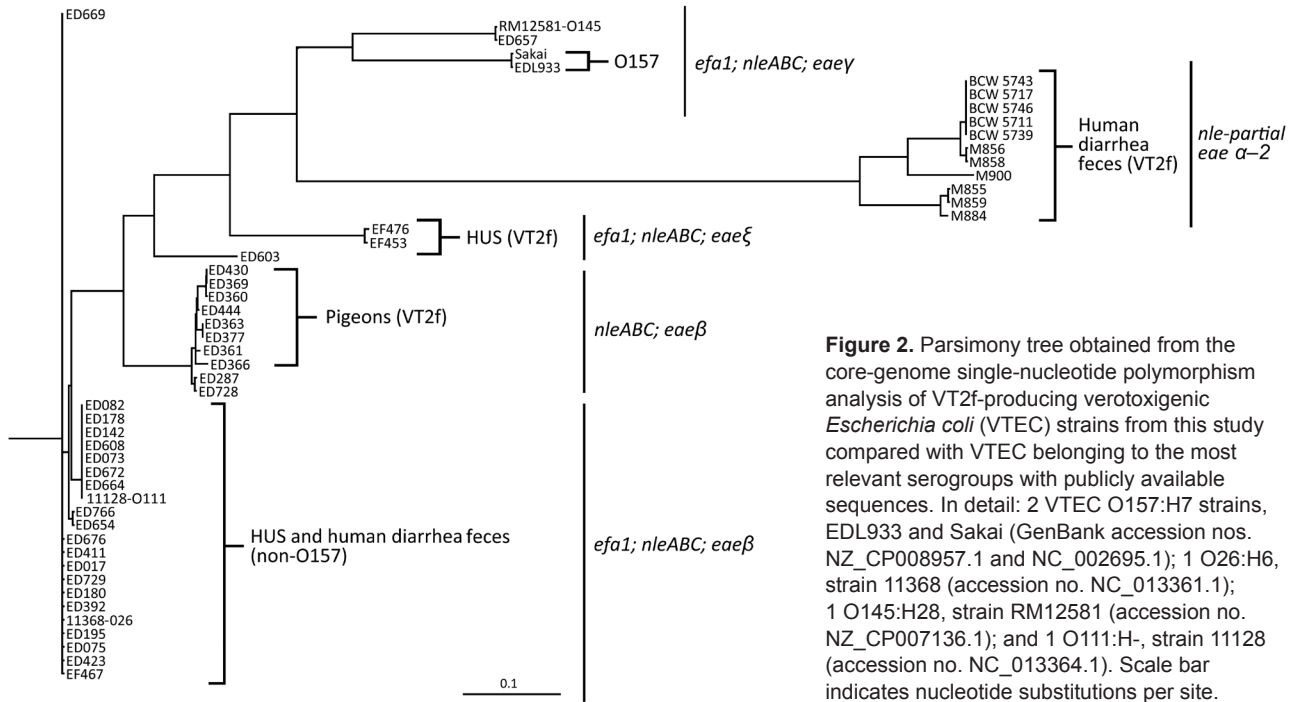 ED669
RM12581-O145
ED657
Sakai
EDL933
O157
efa1; nleABC; eaeγ
BCW 5743
BCW 5717
BCW 5746
BCW 5711
BCW 5739
M856
M858
M900
M855
M859
M884
Human
diarrhea
feces (VT2f)
nle-partial
eae α–2
EF476
EF453
HUS (VT2f)
efa1; nleABC; eaeξ
ED603
ED430
ED369
ED360
ED444
ED363
ED377
ED361
ED366
ED287
ED728
Pigeons (VT2f)
nleABC; eaeβ
ED082
ED178
ED142
ED608
ED073
ED672
ED664
11128-O111
ED766
ED654
ED676
ED411
ED017
ED729
ED180
ED392
11368-026
ED195
ED075
ED423
EF467
HUS and human diarrhea feces
(non-O157)
efa1; nleABC; eaeβ
0.1
Figure 2. Parsimony tree obtained from the
core-genome single-nucleotide polymorphism
analysis of VT2f-producing verotoxigenic
Escherichia coli (VTEC) strains from this study
compared with VTEC belonging to the most
relevant serogroups with publicly available
sequences. In detail: 2 VTEC O157:H7 strains,
EDL933 and Sakai (GenBank accession nos.
NZ_CP008957.1 and NC_002695.1); 1 O26:H6,
strain 11368 (accession no. NC_013361.1);
1 O145:H28, strain RM12581 (accession no.
NZ_CP007136.1); and 1 O111:H-, strain 11128
(accession no. NC_013364.1). Scale bar
indicates nucleotide substitutions per site.